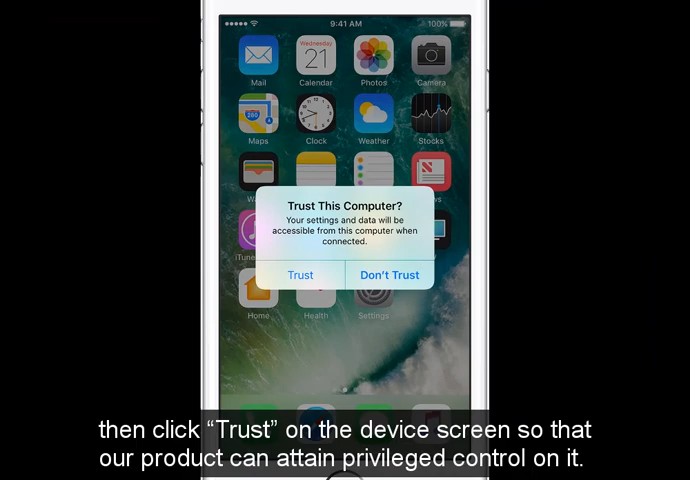 9:41 AM
100%
Wednesday
21
Mail
Calendar
Photos
Camera
280
Maps
Clock
Weather
Stocks
Trust This Computer?
Your settings and data will be
accessible from this computer when
connected.
Trust
Don't Trust
Home
Health
Settings
then click “Trust” on the device screen so that
our product can attain privileged control on it.